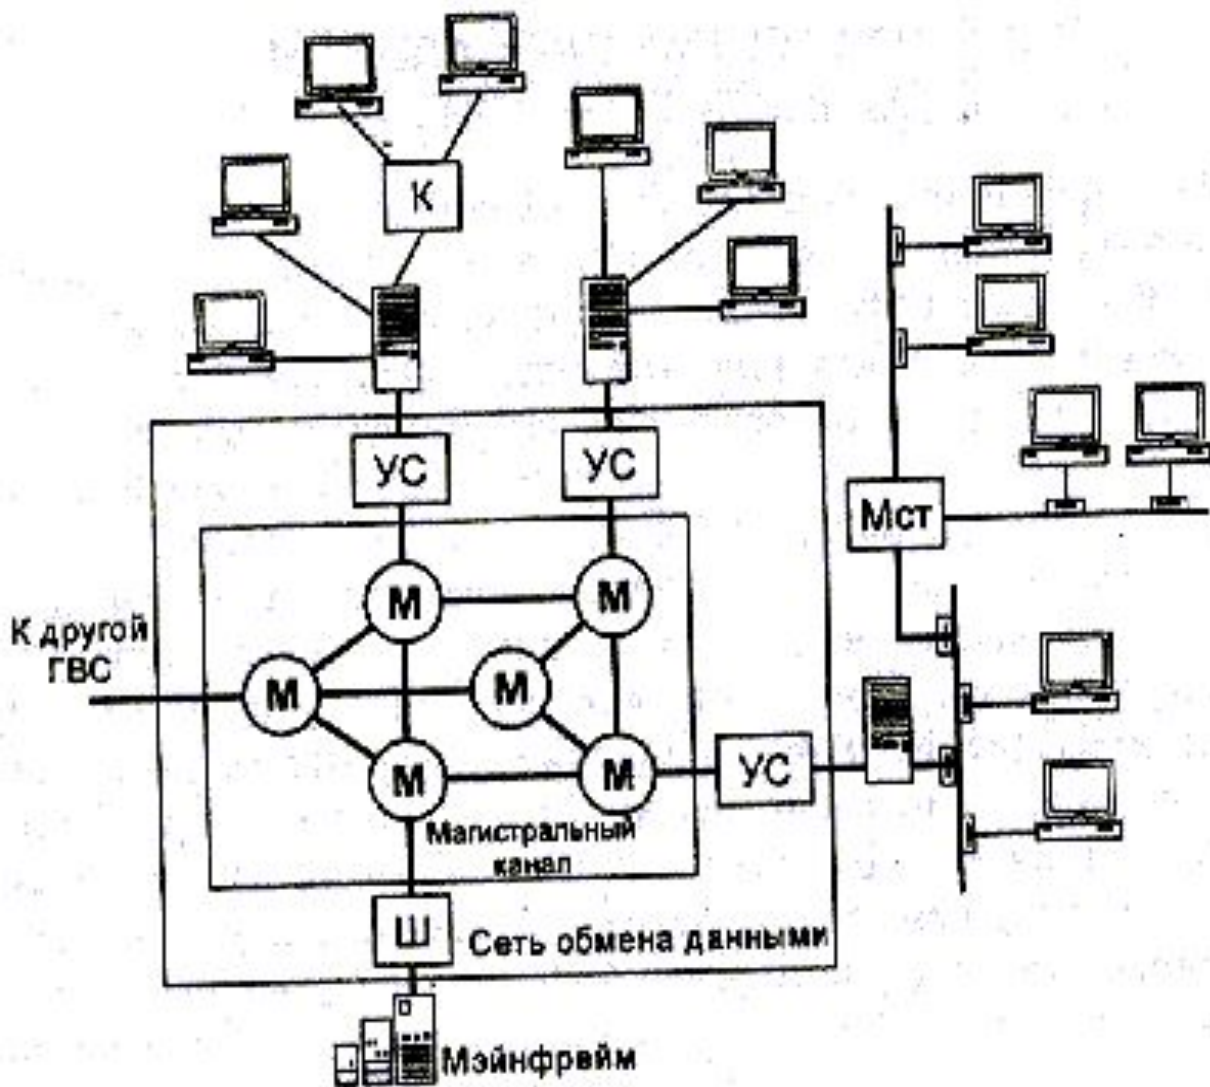 К
УС
УС
Мст
М
М
К другой
ГВС
М
М
М
М
УС
Магистральный
канал
Ш
Сеть обмена данными
Мэйнфрейм